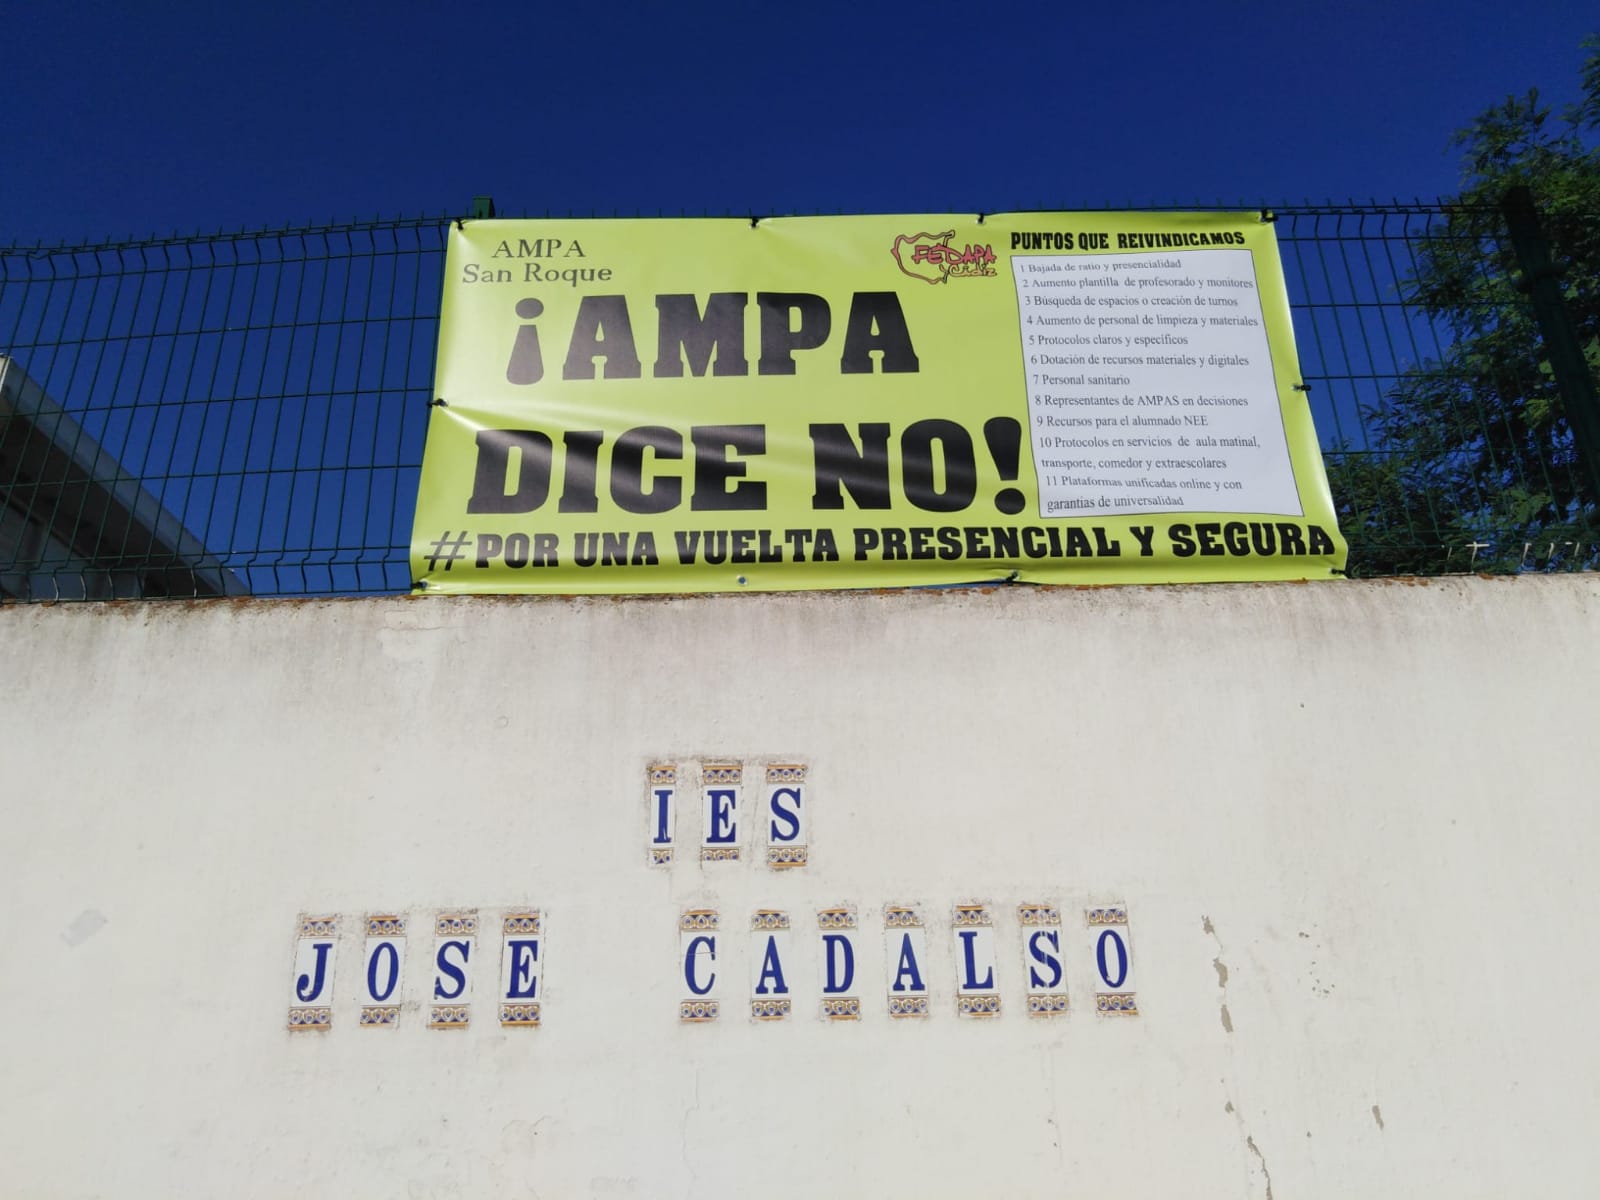 AMPA
San Roque
¡AMPA
DICE NO!
#POR UNA VUELTA PRESENCIAL Y SEGURA
FEDAPA
Cádiz
PUNTOS QUE REIVINDICAMOS
1 Bajada de ratio y presencialidad
2 Aumento plantilla de profesorado y monitores
3 Búsqueda de espacios o creación de turnos
4 Aumento de personal de limpieza y materiales
5 Protocolos claros y específicos
6 Dotación de recursos materiales y digitales
7 Personal sanitario
8 Representantes de AMPAS en decisiones
9 Recursos para el alumnado NEE
10 Protocolos en servicios de aula matinal,
transporte, comedor y extraescolares
11 Plataformas unificadas online y con
garantías de universalidad
IES
JOSE CADALSO